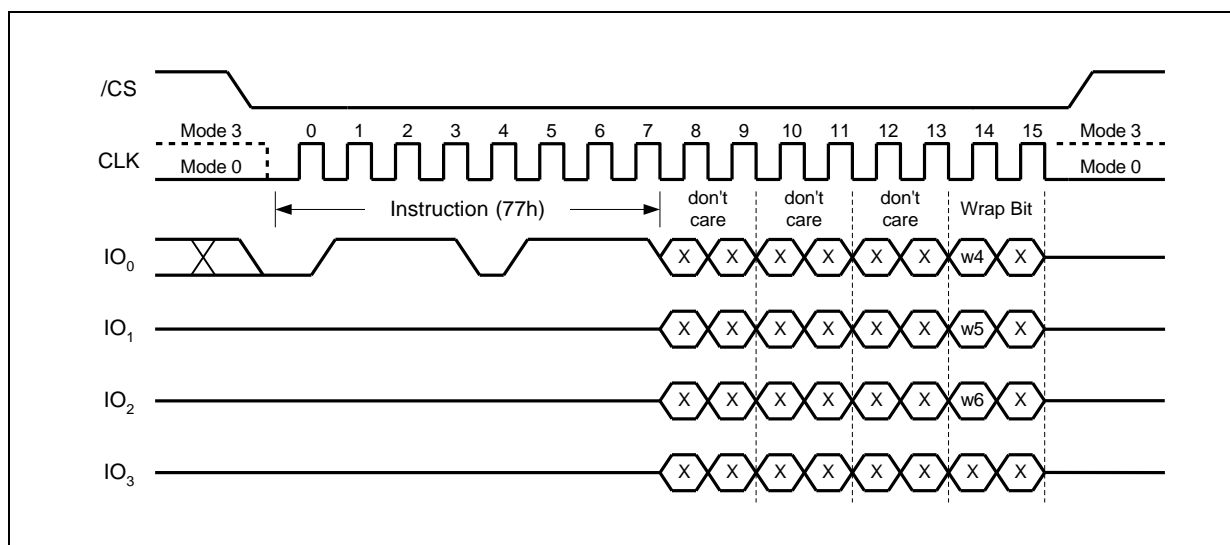 /CS
Mode 3 0 1 2 3 4 5 6 7 8 9 10 11 12 13 14 15 Mode 3
CLK
Mode 0 Mode 0
Instruction (77h) don't care don't care don't care Wrap Bit
IO0 X X X X X X w4 X
IO1 X X X X X X w5 X
IO2 X X X X X X w6 X
IO3 X X X X X X X X